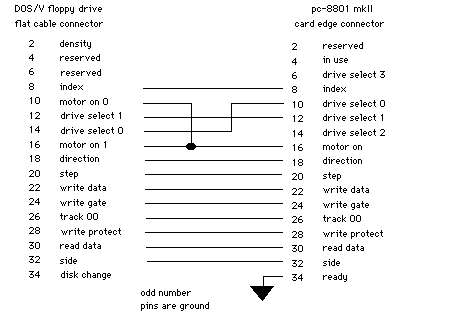 DOS/V floppy drive
flat cable connector
2 density
4 reserved
6 reserved
8 index
10 motor on 0
12 drive select 1
14 drive select 0
16 motor on 1
18 direction
20 step
22 write data
24 write gate
26 track 00
28 write protect
30 read data
32 side
34 disk change
pc-8801 mkII
card edge connector
2 reserved
4 in use
6 drive select 3
8 index
10 drive select 0
12 drive select 1
14 drive select 2
16 motor on
18 direction
20 step
22 write data
24 write gate
26 track 00
28 write protect
30 read data
32 side
34 ready
odd number
pins are ground